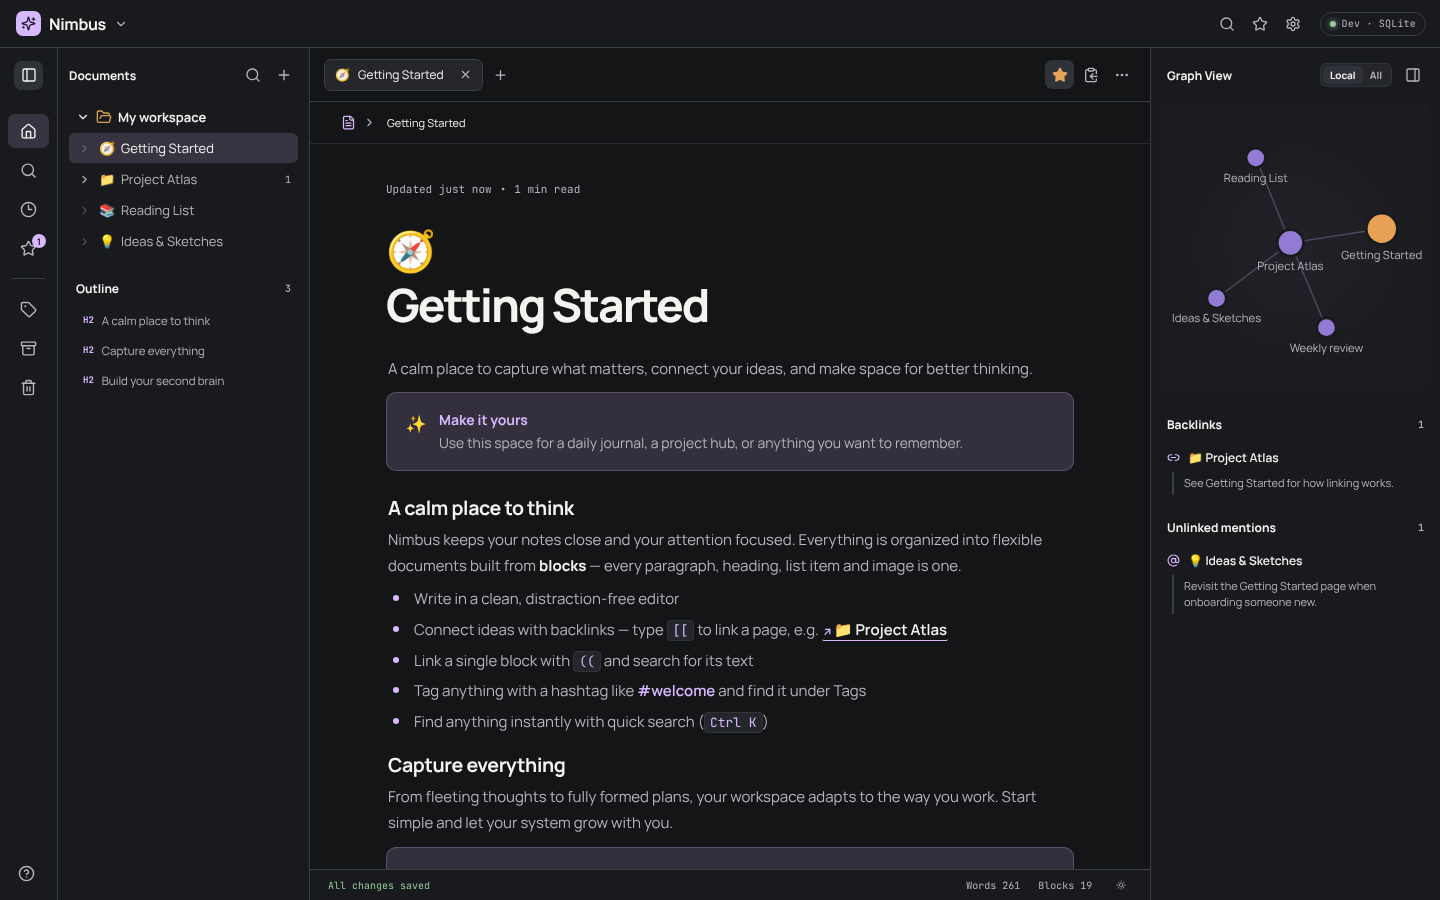 Nimbus
Dev · SQLite
Documents
My workspace
🧭 Getting Started
📁 Project Atlas 1
📚 Reading List
1
💡 Ideas & Sketches
Outline 3
H2 A calm place to think
H2 Capture everything
H2 Build your second brain
🧭 Getting Started
Getting Started
Updated just now • 1 min read
🧭
Getting Started
A calm place to capture what matters, connect your ideas, and make space for better thinking.
✨ Make it yours
Use this space for a daily journal, a project hub, or anything you want to remember.
A calm place to think
Nimbus keeps your notes close and your attention focused. Everything is organized into flexible
documents built from blocks — every paragraph, heading, list item and image is one.
• Write in a clean, distraction-free editor
• Connect ideas with backlinks — type [[ to link a page, e.g. ↗ 📁 Project Atlas
• Link a single block with (( and search for its text
• Tag anything with a hashtag like #welcome and find it under Tags
• Find anything instantly with quick search (Ctrl K)
Capture everything
From fleeting thoughts to fully formed plans, your workspace adapts to the way you work. Start
simple and let your system grow with you.
All changes saved
Words 261 Blocks 19
Graph View
Local All
Reading List
Getting Started
Project Atlas
Ideas & Sketches
Weekly review
Backlinks 1
📁 Project Atlas
See Getting Started for how linking works.
Unlinked mentions 1
💡 Ideas & Sketches
Revisit the Getting Started page when
onboarding someone new.